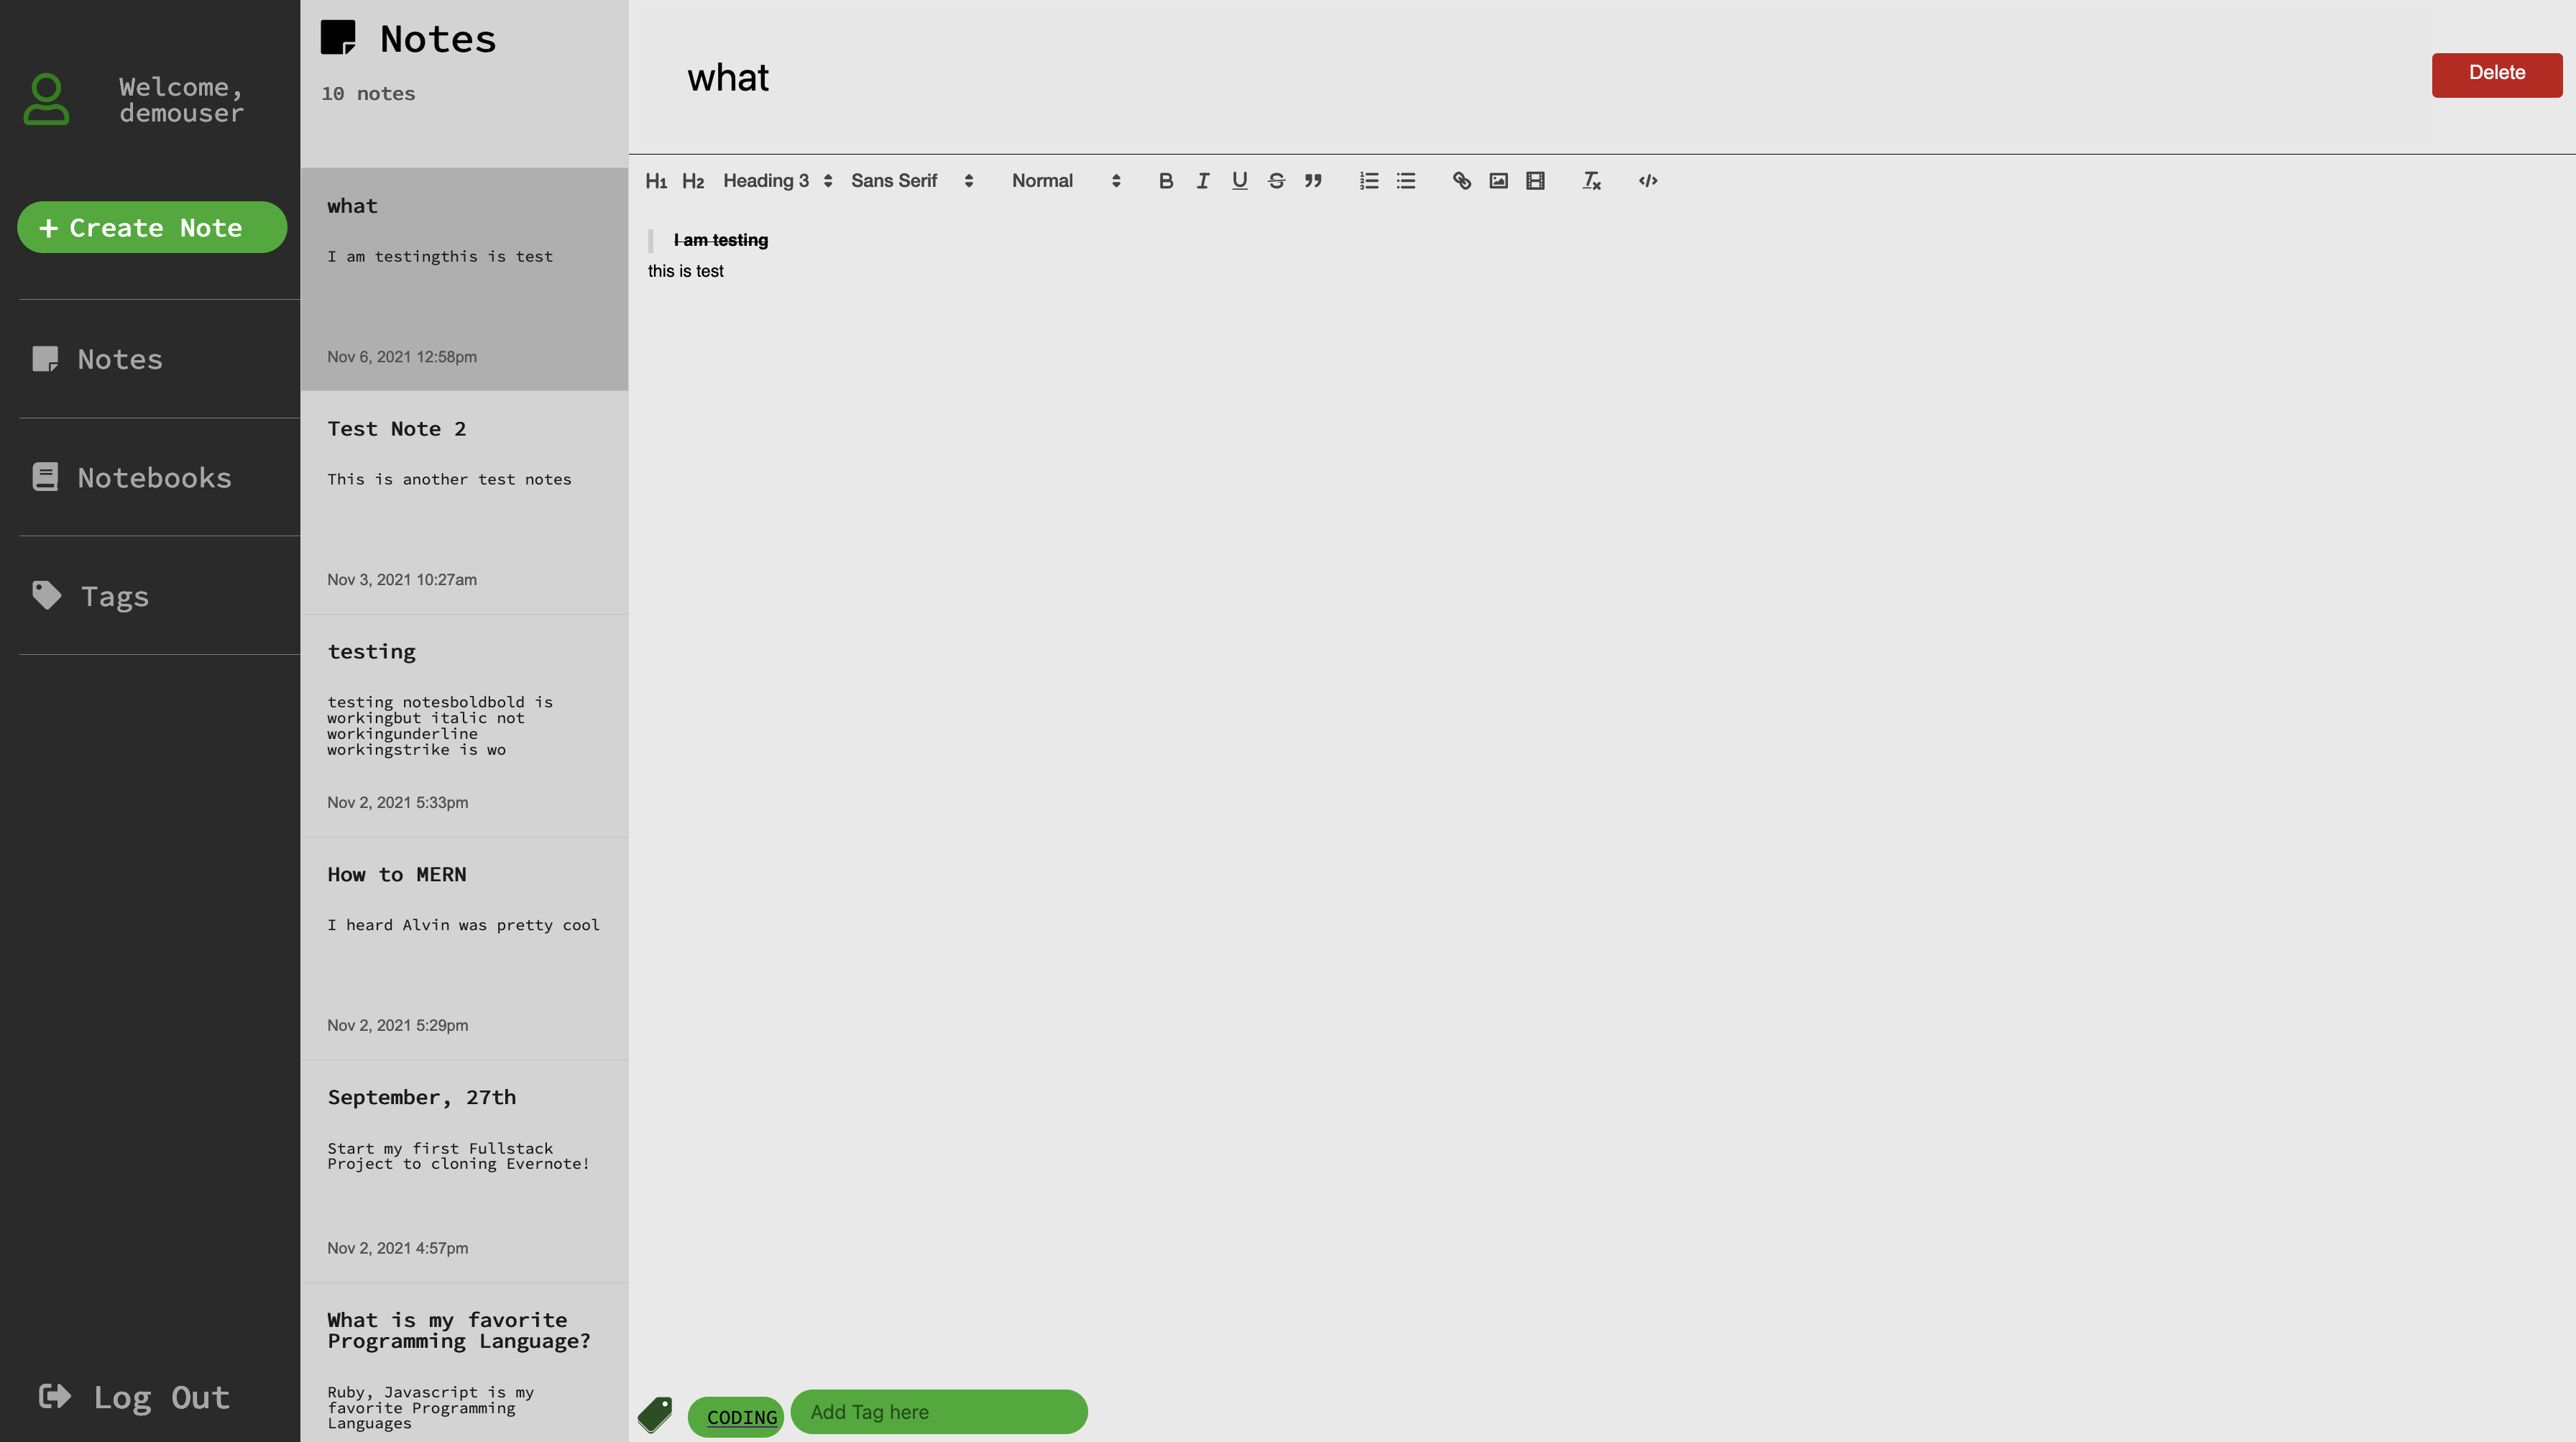 Welcome,
demouser
+ Create Note
Notes
Notebooks
Tags
Log Out
Notes
10 notes
what
I am testingthis is test
Nov 6, 2021 12:58pm
Test Note 2
This is another test notes
Nov 3, 2021 10:27am
testing
testing notesboldbold is
workingbut italic not
workingunderline
workingstrike is wo
Nov 2, 2021 5:33pm
How to MERN
I heard Alvin was pretty cool
Nov 2, 2021 5:29pm
September, 27th
Start my first Fullstack
Project to cloning Evernote!
Nov 2, 2021 4:57pm
What is my favorite
Programming Language?
Ruby, Javascript is my
favorite Programming
Languages
what
Delete
H1 H2 Heading 3 Sans Serif Normal B I U S
I am testing
this is test
CODING Add Tag here